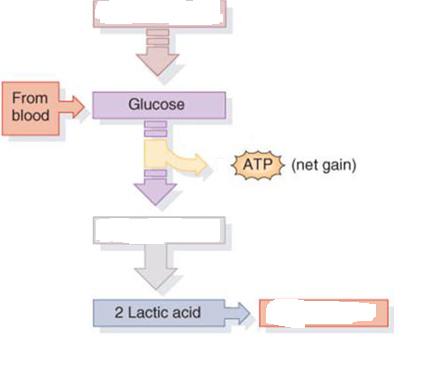 From
blood
Glucose
ATP (net gain)
2 Lactic acid